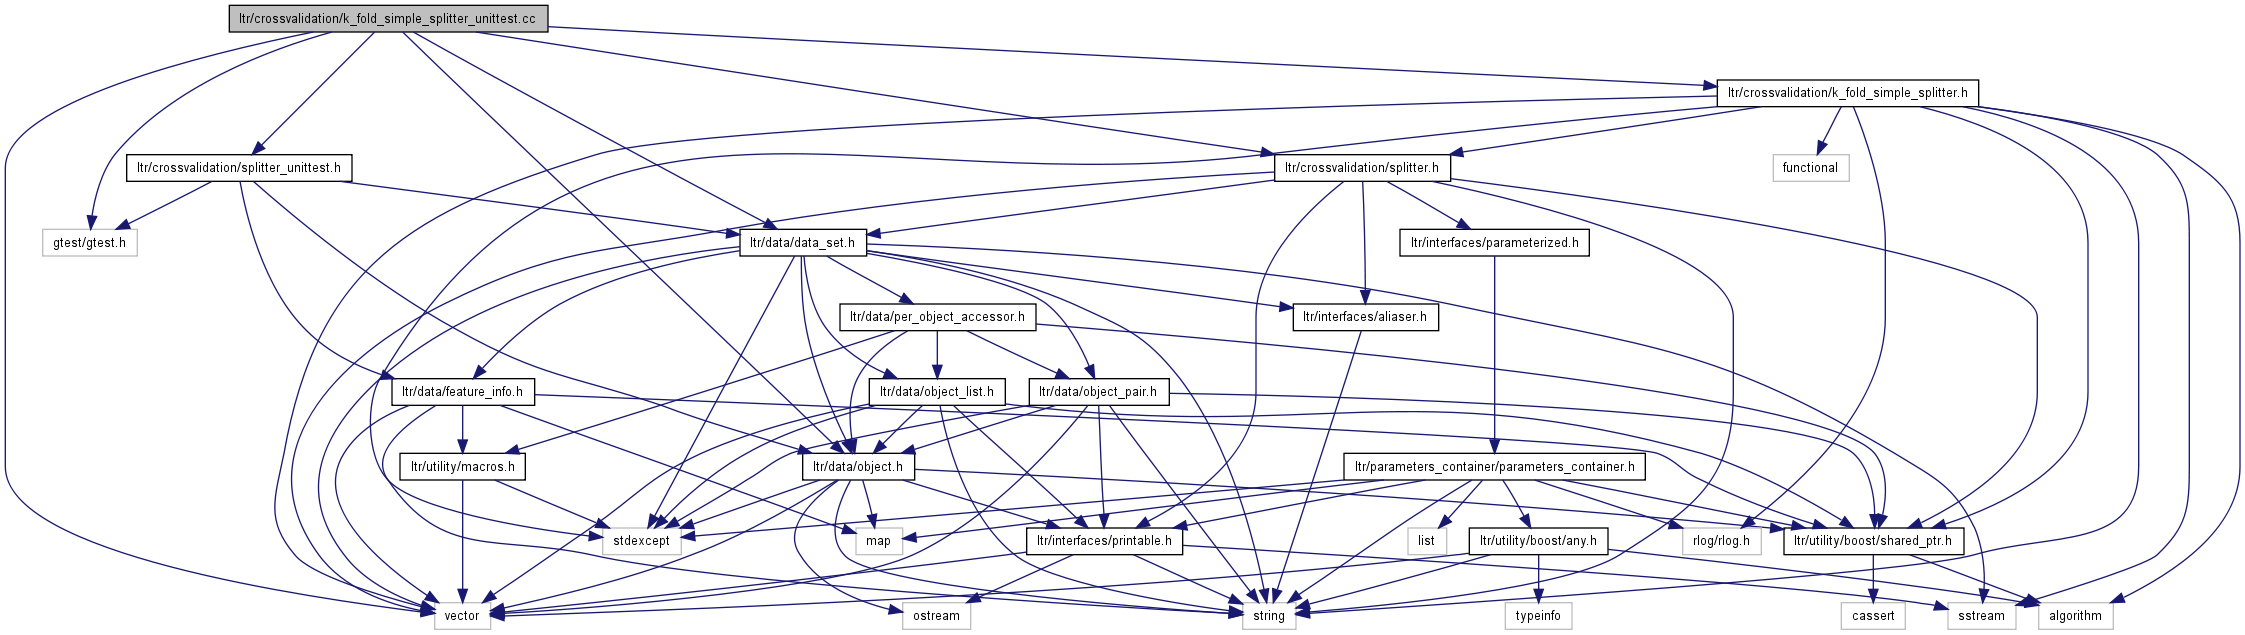 ltr/crossvalidation/k_fold_simple_splitter_unittest.cc
ltr/crossvalidation/k_fold_simple_splitter.h
ltr/crossvalidation/splitter_unittest.h
ltr/crossvalidation/splitter.h
functional
gtest/gtest.h
ltr/data/data_set.h
ltr/interfaces/parameterized.h
ltr/data/per_object_accessor.h
ltr/interfaces/aliaser.h
ltr/data/feature_info.h
ltr/data/object_list.h
ltr/data/object_pair.h
ltr/utility/macros.h
ltr/data/object.h
ltr/parameters_container/parameters_container.h
stdexcept
map
ltr/interfaces/printable.h
list
ltr/utility/boost/any.h
rlog/rlog.h
ltr/utility/boost/shared_ptr.h
vector
ostream
string
typeinfo
cassert
sstream
algorithm